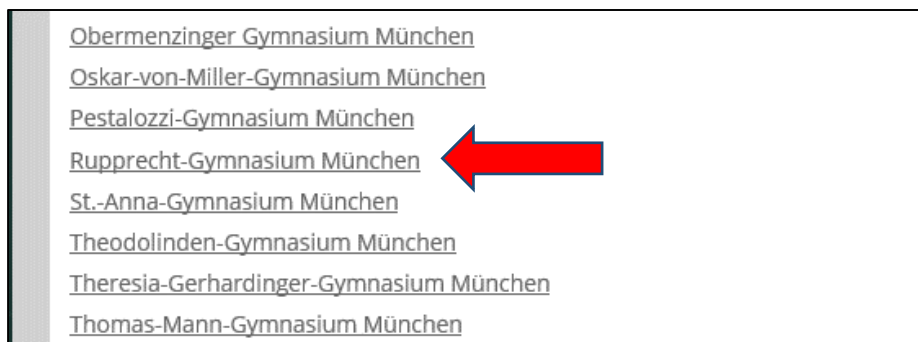 Obermenzinger Gymnasium München
Oskar-von-Miller-Gymnasium München
Pestalozzi-Gymnasium München
Rupprecht-Gymnasium München
St.-Anna-Gymnasium München
Theodolinden-Gymnasium München
Theresia-Gerhardinger-Gymnasium München
Thomas-Mann-Gymnasium München